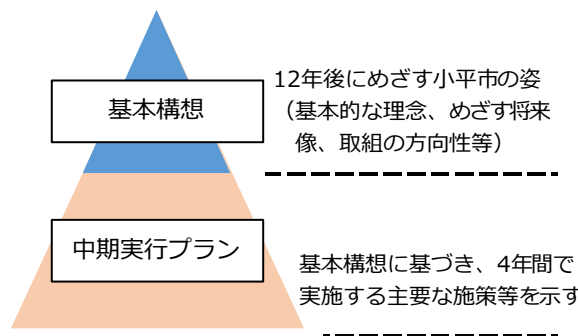 基本構想
12年後にめざす小平市の姿
（基本的な理念、めざす将来
像、取組の方向性等）
中期実行プラン
基本構想に基づき、4年間で
実施する主要な施策等を示す